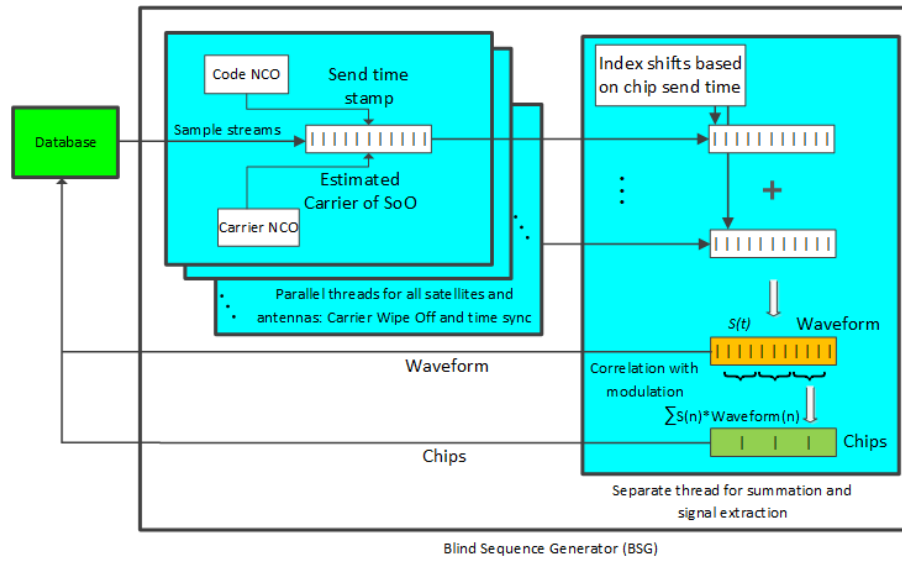 Code NCO
Send time
stamp
Index shifts based
on chip send time
Database
Sample streams
Estimated
Carrier of SoO
Carrier NCO
+
Parallel threads for all satellites and
antennas: Carrier Wipe Off and time sync
S(t)
Waveform
Waveform
Correlation with
modulation
∑S(n)*Waveform(n)
Chips
Chips
Separate thread for summation and
signal extraction
Blind Sequence Generator (BSG)